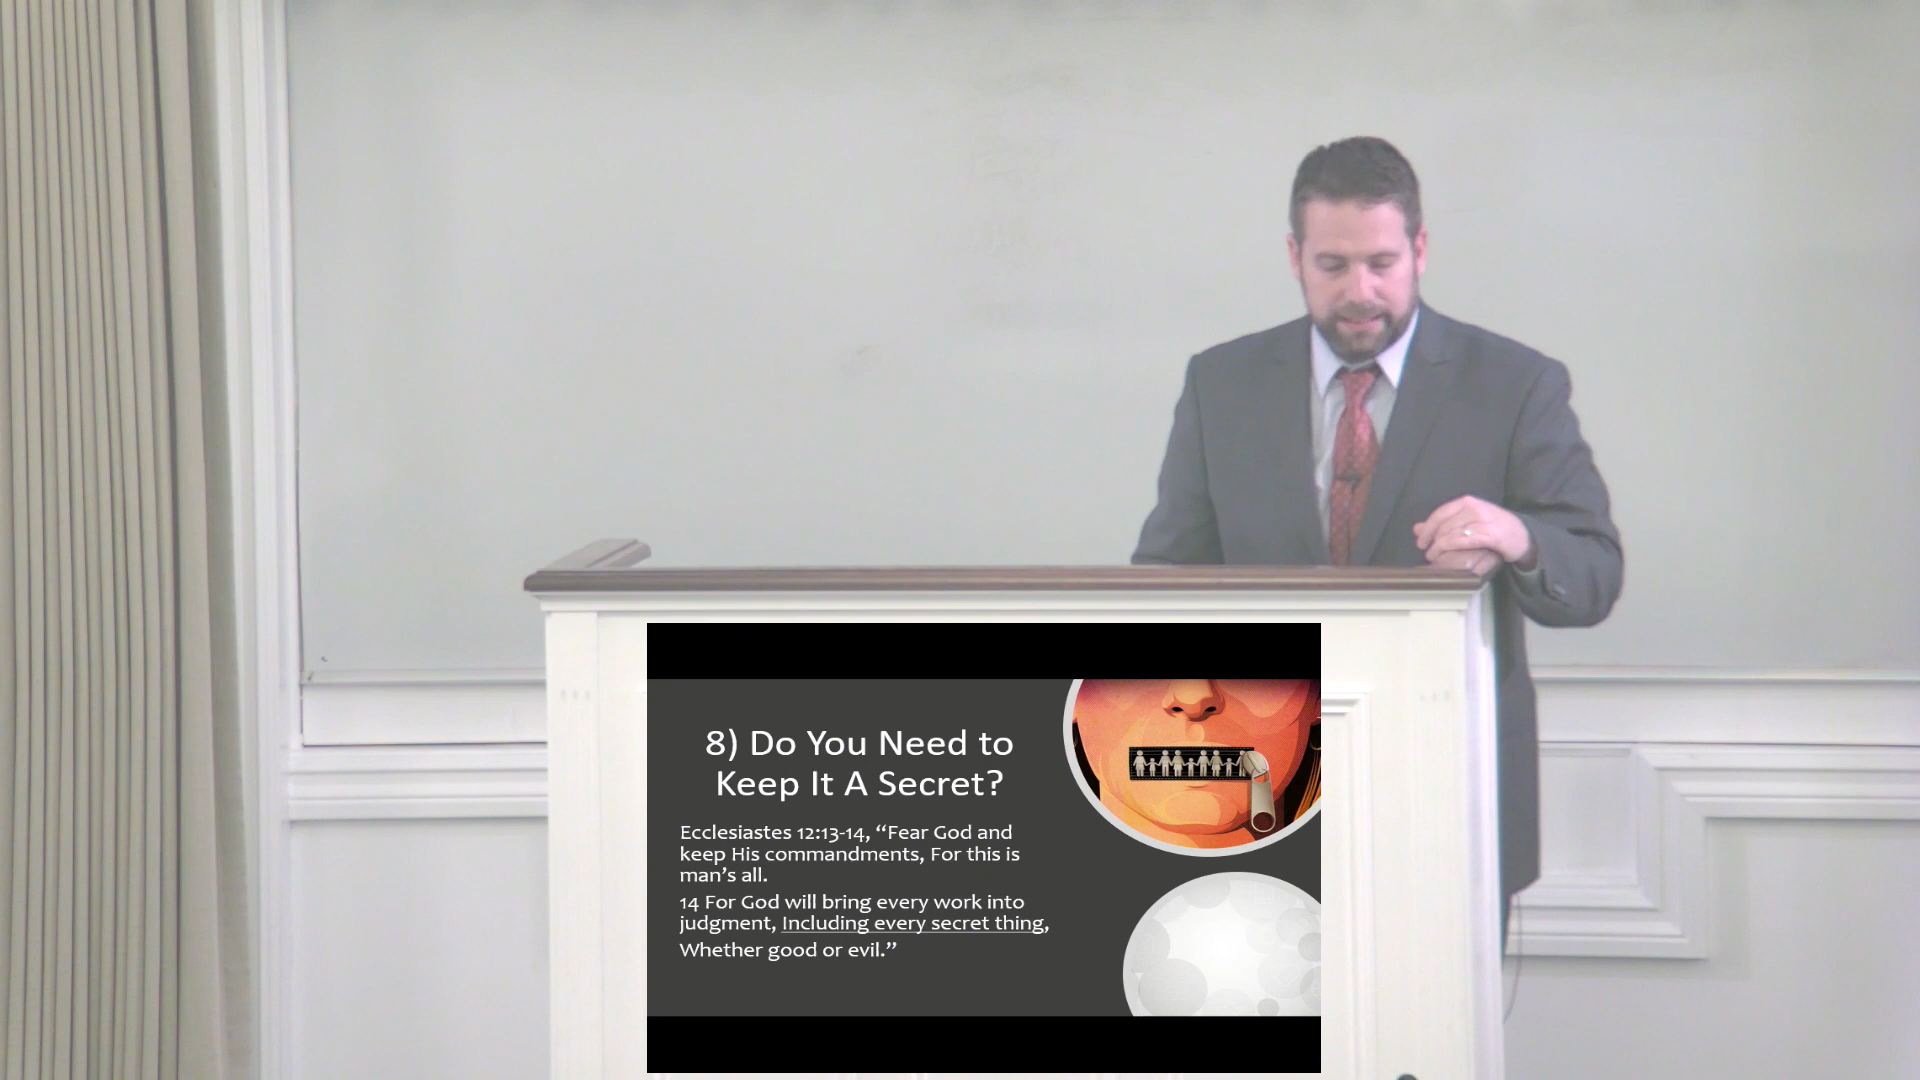 8) Do You Need to
Keep It A Secret?
Ecclesiastes 12:13-14, “Fear God and
keep His commandments, For this is
man’s all.
14 For God will bring every work into
judgment, Including every secret thing,
Whether good or evil.”